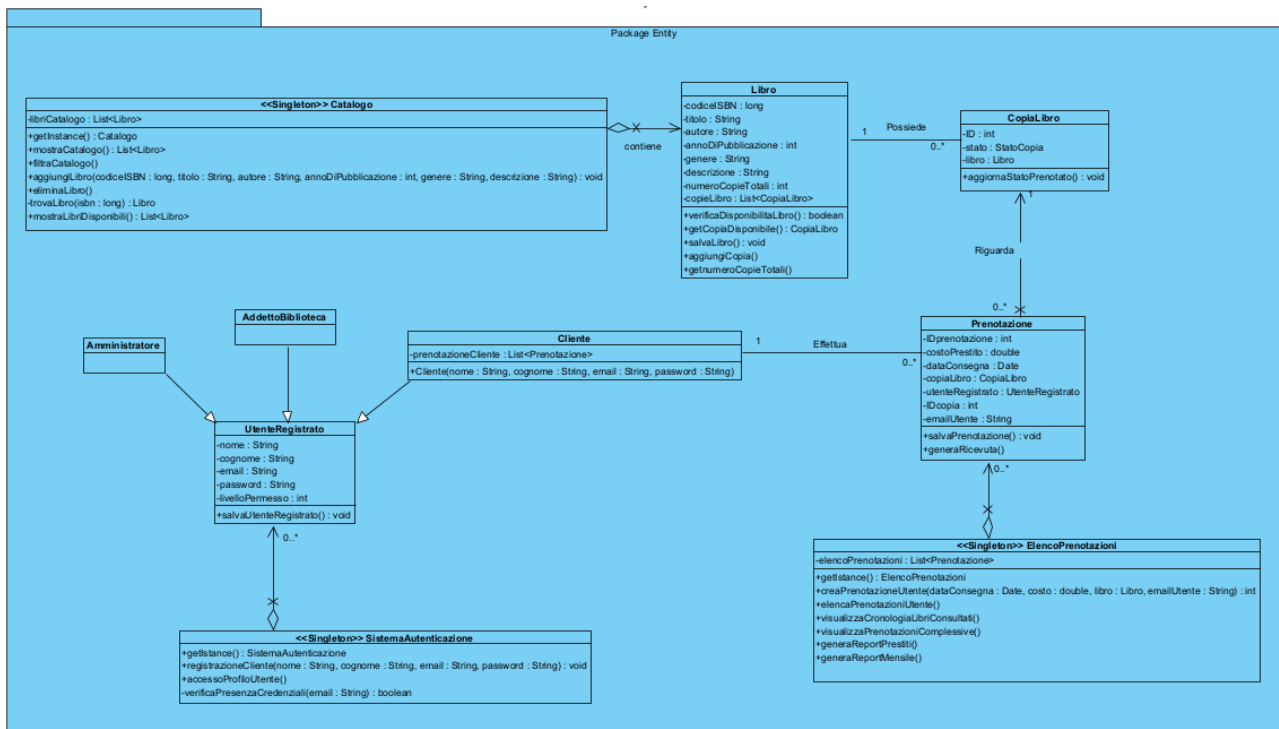 Package Entity
<<Singleton>> Catalogo
-libriCatalogo : List<Libro>
+getInstance() : Catalogo
+mostraCatalogo() : List<Libro>
+filtraCatalogo()
+aggiungiLibro(codiceISBN : long, titolo : String, autore : String, annoDiPubblicazione : int, genere : String, descrizione : String) : void
+eliminaLibro()
-trovaLibro(isbn : long) : Libro
+mostraLibriDisponibili() : List<Libro>
contiene
Libro
-codiceISBN : long
-titolo : String
-autore : String
-annoDiPubblicazione : int
-genere : String
-descrizione : String
-numeroCopieTotali : int
-copieLibro : List<CopiaLibro>
+verificaDisponibilitaLibro() : boolean
+getCopiaDisponibile() : CopiaLibro
+salvaLibro() : void
+aggiungiCopia()
+getnumeroCopieTotali()
1
Possiede
0..*
CopiaLibro
-ID : int
-stato : StatoCopia
-libro : Libro
+aggiornaStatoPrenotato() : void
1
Riguarda
0..*
AddettoBiblioteca
Amministratore
Cliente
-prenotazioneCliente : List<Prenotazione>
+Cliente(nome : String, cognome : String, email : String, password : String)
1
Effettua
0..*
Prenotazione
-IDprenotazione : int
-costoPrestito : double
-dataConsegna : Date
-copiaLibro : CopiaLibro
-utenteRegistrato : UtenteRegistrato
-IDcopia : int
-emailUtente : String
+salvaPrenotazione() : void
+generaRicevuta()
0..*
UtenteRegistrato
-nome : String
-cognome : String
-email : String
-password : String
-livelloPermesso : int
+salvaUtenteRegistrato() : void
0..*
<<Singleton>> ElencoPrenotazioni
-elencoPrenotazioni : List<Prenotazione>
+getIstance() : ElencoPrenotazioni
+creaPrenotazioneUtente(dataConsegna : Date, costo : double, libro : Libro, emailUtente : String) : int
+elencaPrenotazioniUtente()
+visualizzaCronologiaLibriConsultati()
+visualizzaPrenotazioniComplessive()
+generaReportPrestiti()
+generaReportMensile()
<<Singleton>> SistemaAutenticazione
+getIstance() : SistemaAutenticazione
+registrazioneCliente(nome : String, cognome : String, email : String, password : String) : void
+accessoProfiloUtente()
-verificaPresenzaCredenziali(email : String) : boolean